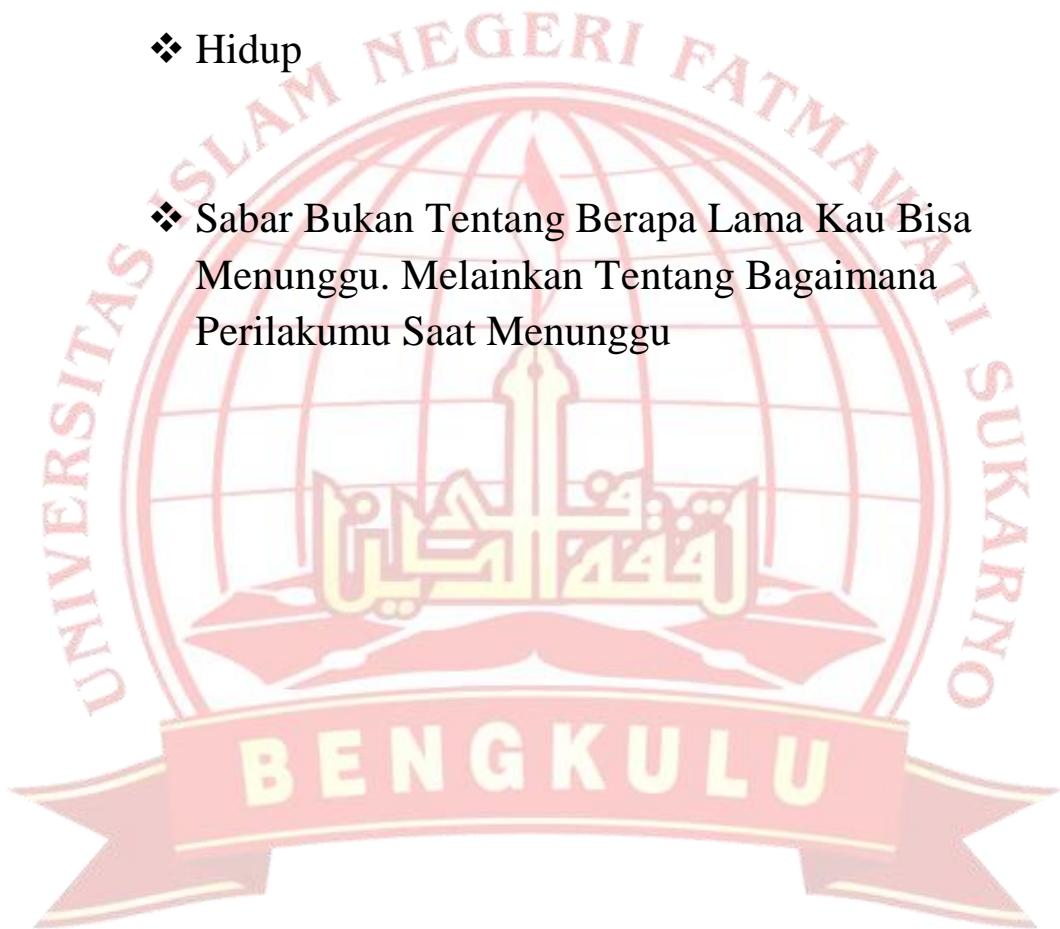 ❖ Hidup
❖ Sabar Bukan Tentang Berapa Lama Kau Bisa
Menunggu. Melainkan Tentang Bagaimana
Perilakumu Saat Menunggu
UNIVERSITAS ISLAM NEGERI FATMAWATI SUKARNO
BENGKULU